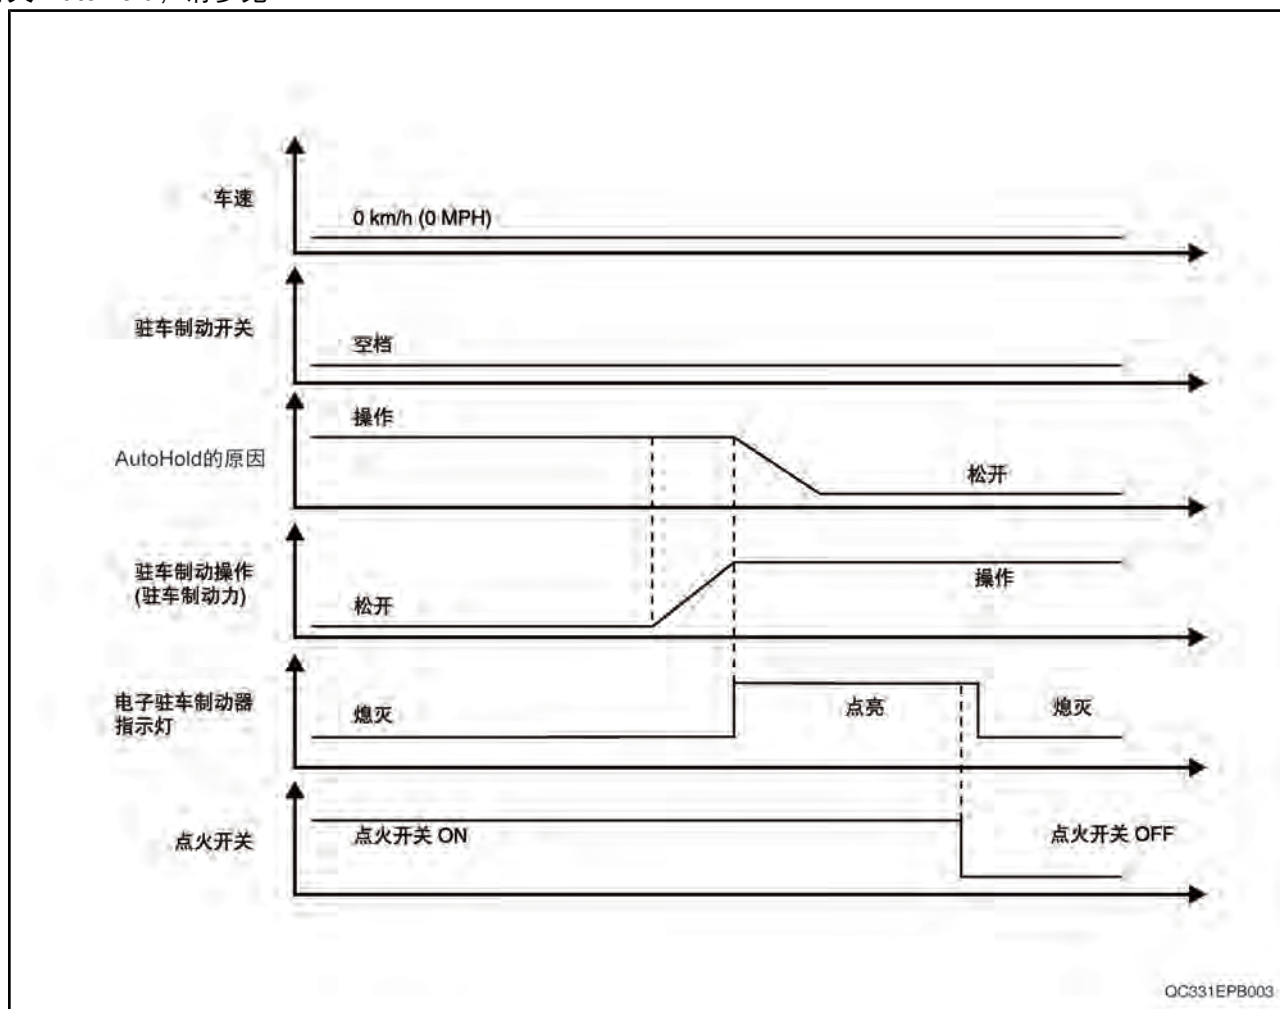 车速
0 km/h (0 MPH)
驻车制动开关
空档
操作
AutoHold的原因
松开
驻车制动操作
(驻车制动力)
操作
松开
电子驻车制动器
指示灯
熄灭
点亮
熄灭
点火开关
点火开关 ON
点火开关 OFF
QC331EPB003